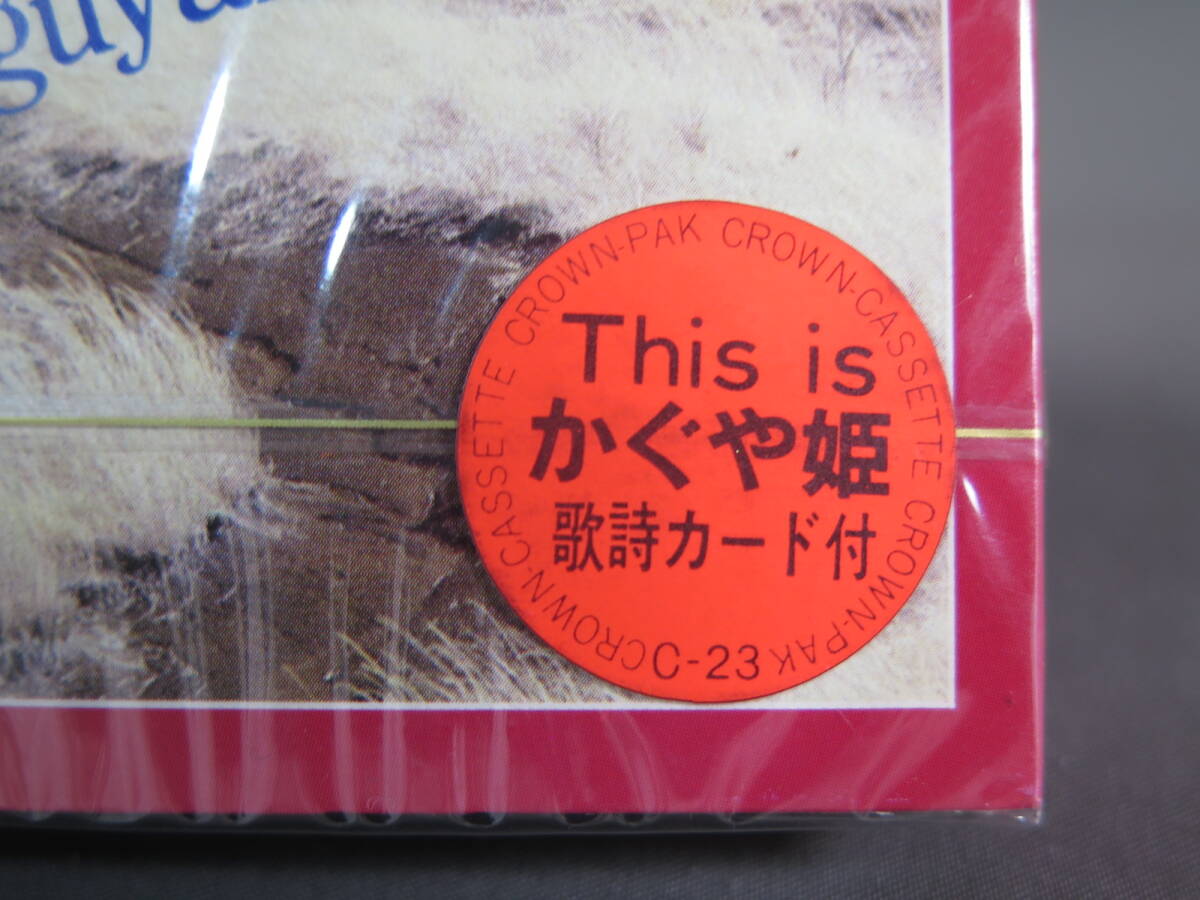 This is
かぐや姫
歌詩カード付
C-23
CROWN-PAK CROWN-CASSETTE CROWN-PAK
CROWN-CASSETTE